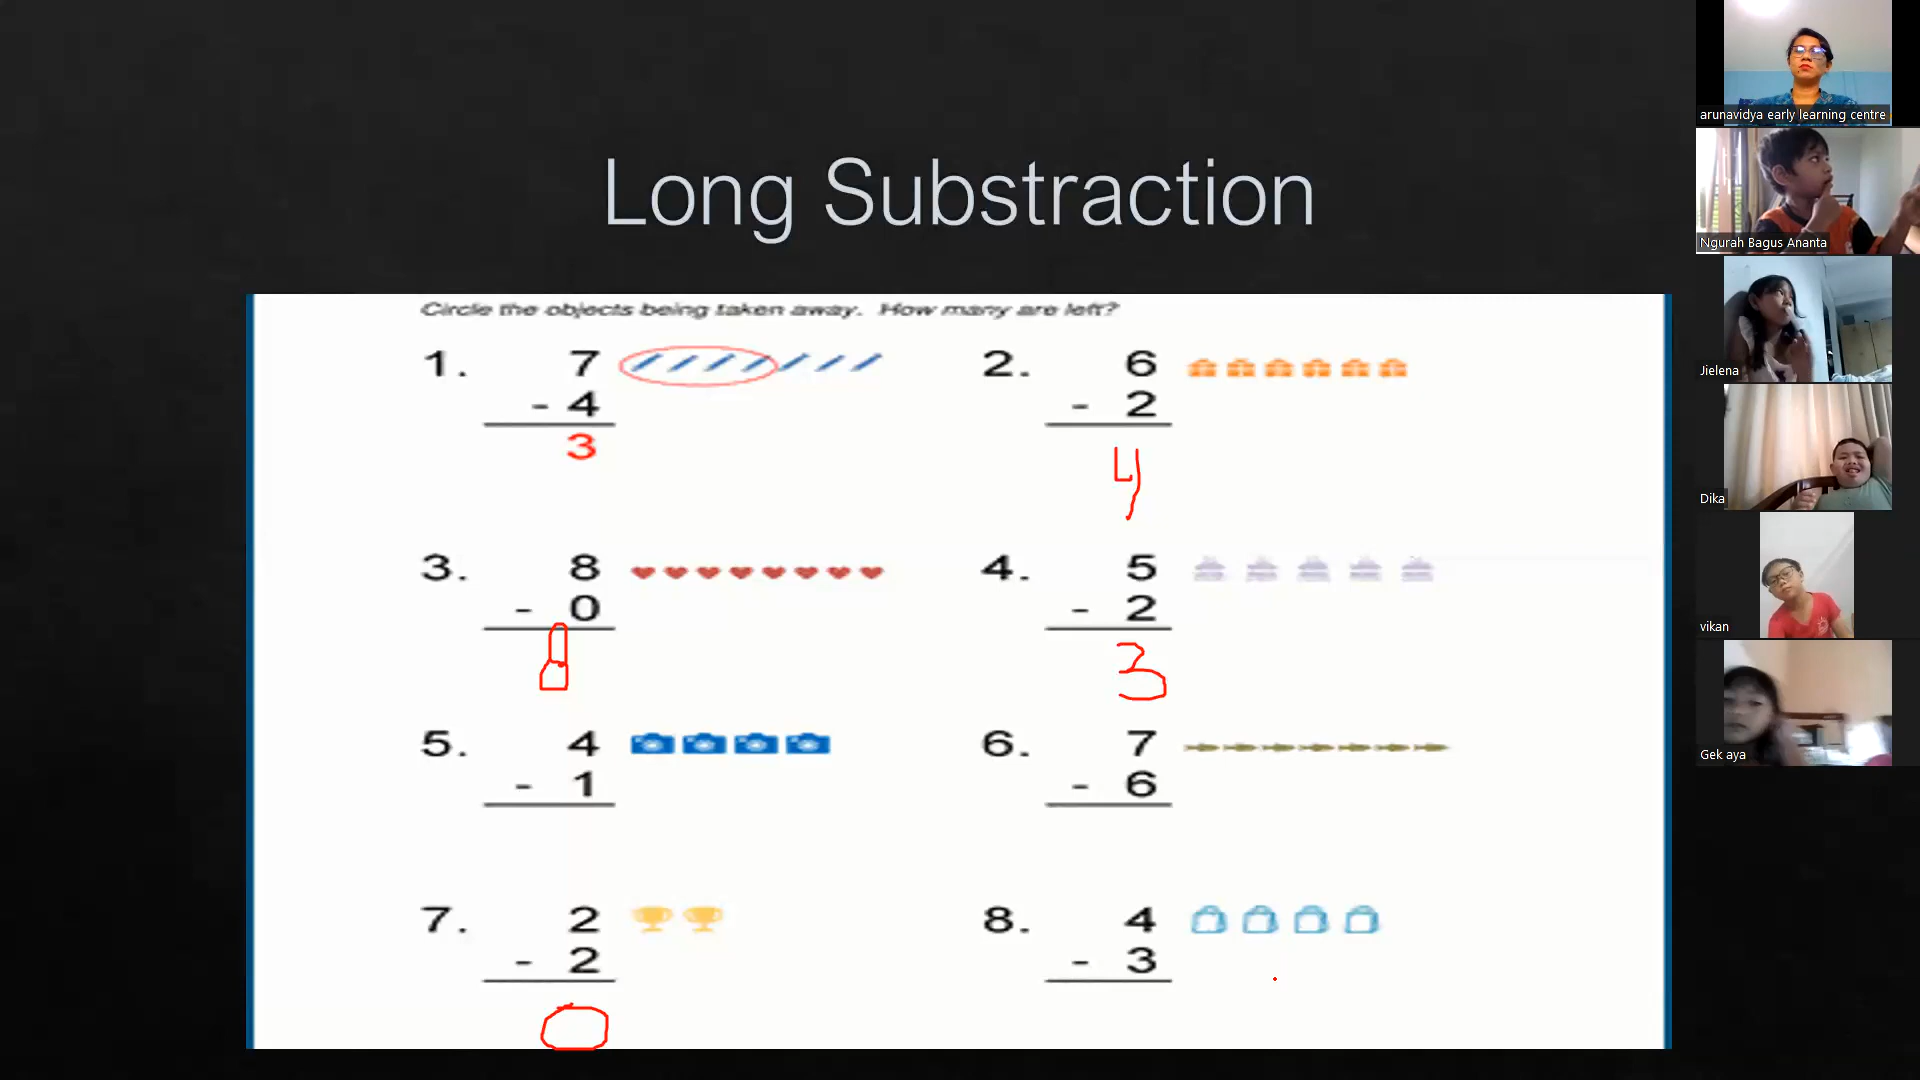 Long Substraction
Circle the objects being taken away. How many are left?
1. 7
- 4
3
2. 6
- 2
4
3. 8
- 0
8
4. 5
- 2
3
5. 4
- 1
6. 7
- 6
7. 2
- 2
0
8. 4
- 3
arunavidya early learning centre
Ngurah Bagus Ananta
Jielena
Dika
vikan
Gek aya